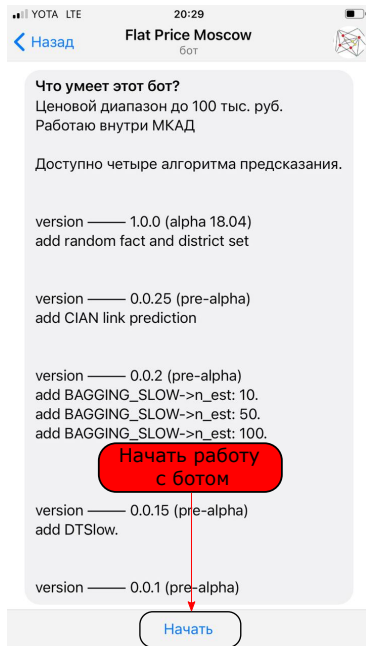 YOTA LTE 20:29
Назад Flat Price Moscow
бот
Что умеет этот бот?
Ценовой диапазон до 100 тыс. руб.
Работаю внутри МКАД
Доступно четыре алгоритма предсказания.
version —— 1.0.0 (alpha 18.04)
add random fact and district set
version —— 0.0.25 (pre-alpha)
add CIAN link prediction
version —— 0.0.2 (pre-alpha)
add BAGGING_SLOW->n_est: 10.
add BAGGING_SLOW->n_est: 50.
add BAGGING_SLOW->n_est: 100.
Начать работу
с ботом
version —— 0.0.15 (pre-alpha)
add DTSlow.
version —— 0.0.1 (pre-alpha)
Начать